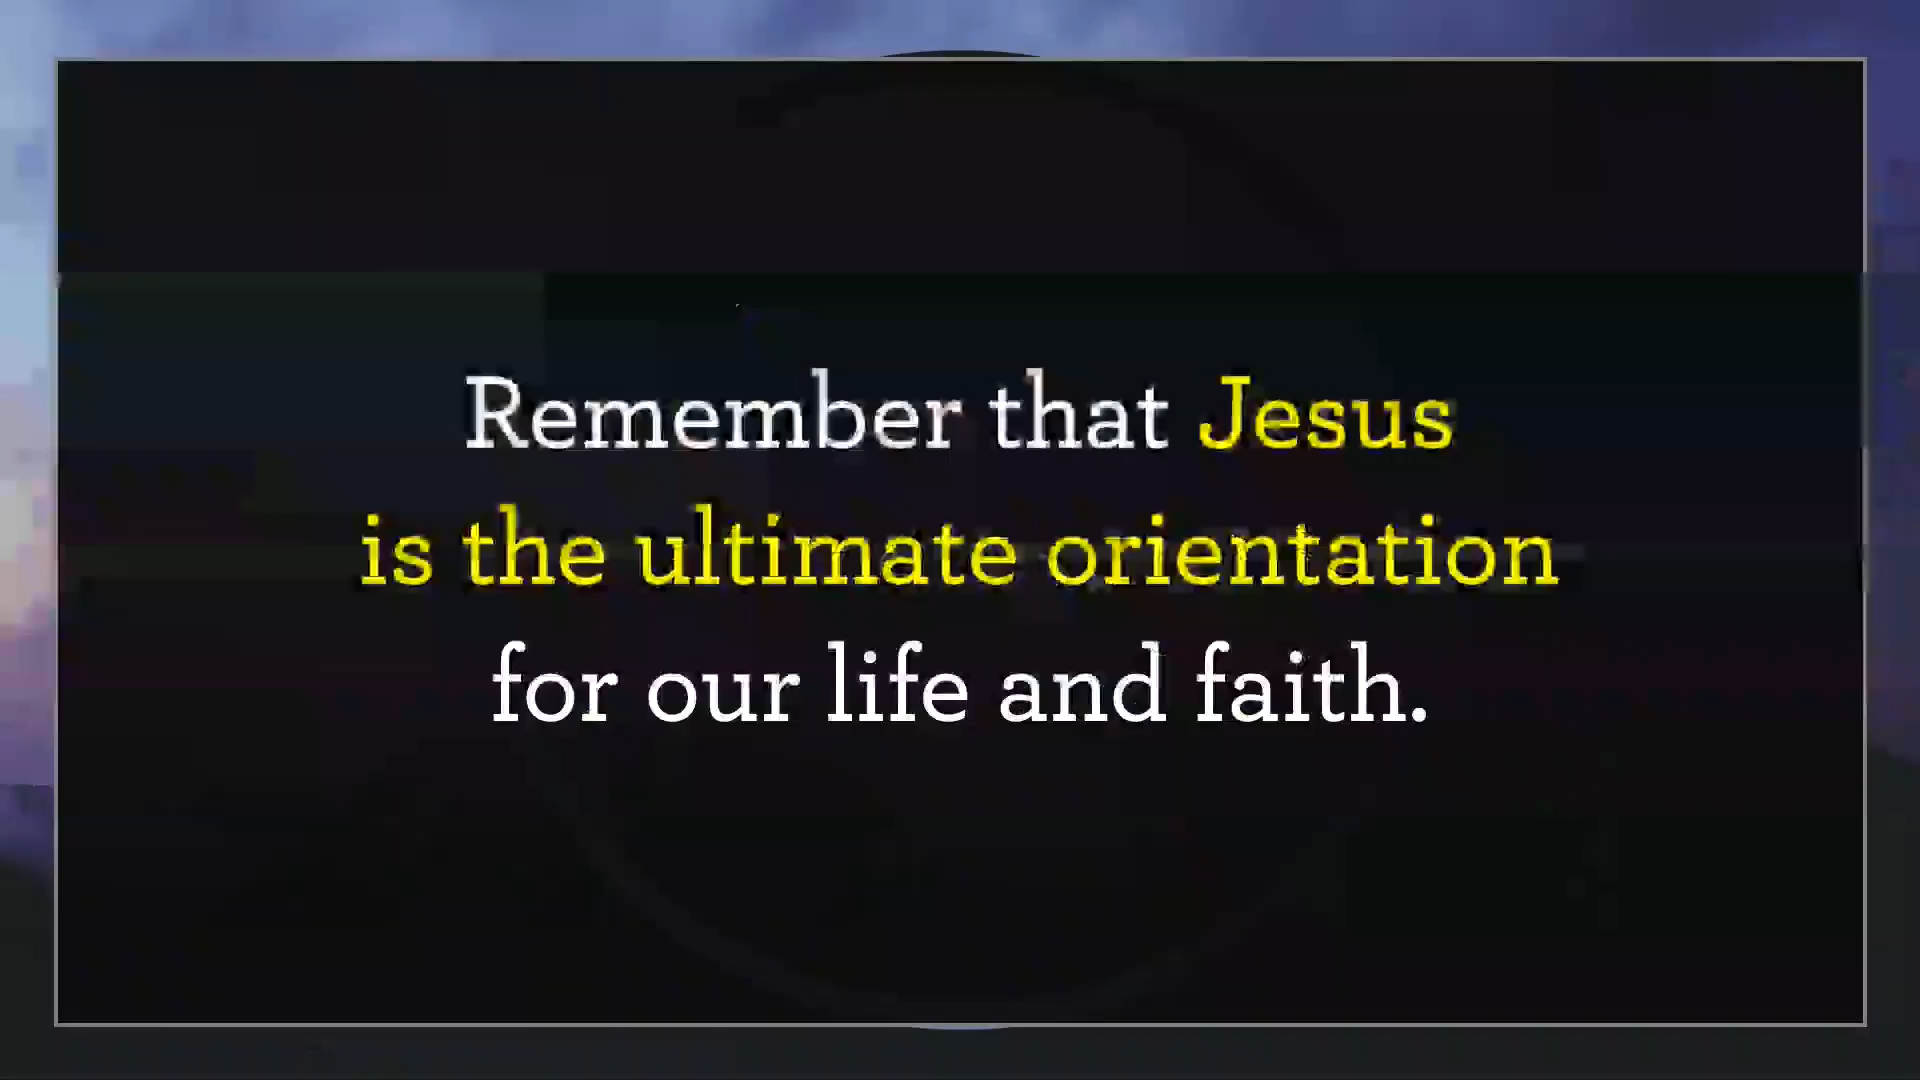 Remember that Jesus
is the ultimate orientation
for our life and faith.